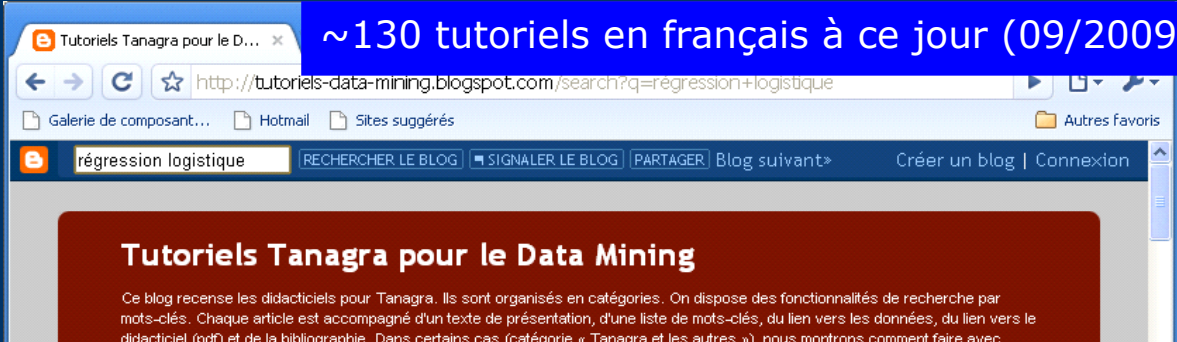 Tutoriels Tanagra pour le D... ×
~130 tutoriels en français à ce jour (09/2009
http://tutoriels-data-mining.blogspot.com/search?q=régression+logistique
Galerie de composant... Hotmail Sites suggérés Autres favoris
régression logistique RECHERCHER LE BLOG SIGNALER LE BLOG PARTAGER Blog suivant» Créer un blog | Connexion
Tutoriels Tanagra pour le Data Mining
Ce blog recense les didacticiels pour Tanagra. Ils sont organisés en catégories. On dispose des fonctionnalités de recherche par
mots-clés. Chaque article est accompagné d'un texte de présentation, d'une liste de mots-clés, du lien vers les données, du lien vers le
didacticiel (pdf) et de la bibliographie. Dans certains cas (catégorie « Tanagra et les autres »), nous montrons comment faire avec